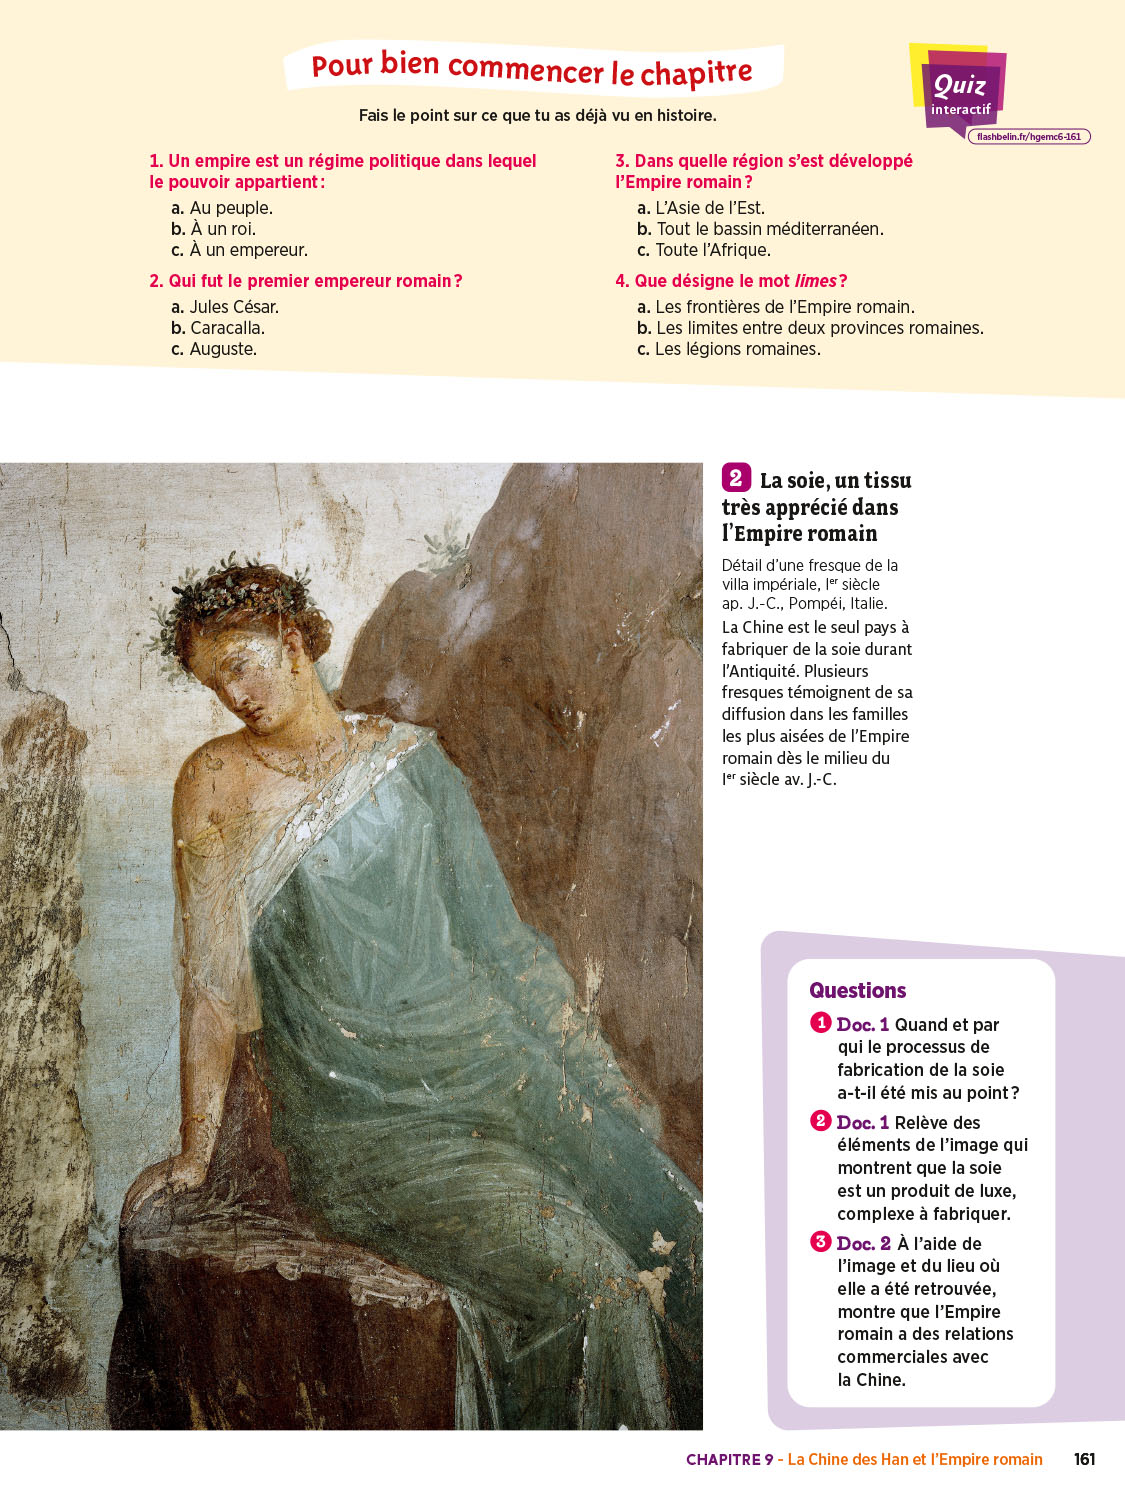 Pour bien commencer le chapitre
Fais le point sur ce que tu as déjà vu en histoire.
Quiz
interactif
flashbelin.fr/hgemc6-161
1. Un empire est un régime politique dans lequel
le pouvoir appartient :
a. Au peuple.
b. À un roi.
c. À un empereur.
2. Qui fut le premier empereur romain ?
a. Jules César.
b. Caracalla.
c. Auguste.
3. Dans quelle région s’est développé
l’Empire romain ?
a. L’Asie de l’Est.
b. Tout le bassin méditerranéen.
c. Toute l’Afrique.
4. Que désigne le mot limes ?
a. Les frontières de l’Empire romain.
b. Les limites entre deux provinces romaines.
c. Les légions romaines.
2 La soie, un tissu
très apprécié dans
l’Empire romain
Détail d’une fresque de la
villa impériale, Ier siècle
ap. J.-C., Pompéi, Italie.
La Chine est le seul pays à
fabriquer de la soie durant
l’Antiquité. Plusieurs
fresques témoignent de sa
diffusion dans les familles
les plus aisées de l’Empire
romain dès le milieu du
Ier siècle av. J.-C.
Questions
1 Doc. 1 Quand et par
qui le processus de
fabrication de la soie
a-t-il été mis au point ?
2 Doc. 1 Relève des
éléments de l’image qui
montrent que la soie
est un produit de luxe,
complexe à fabriquer.
3 Doc. 2 À l’aide de
l’image et du lieu où
elle a été retrouvée,
montre que l’Empire
romain a des relations
commerciales avec
la Chine.
CHAPITRE 9 - La Chine des Han et l’Empire romain 161